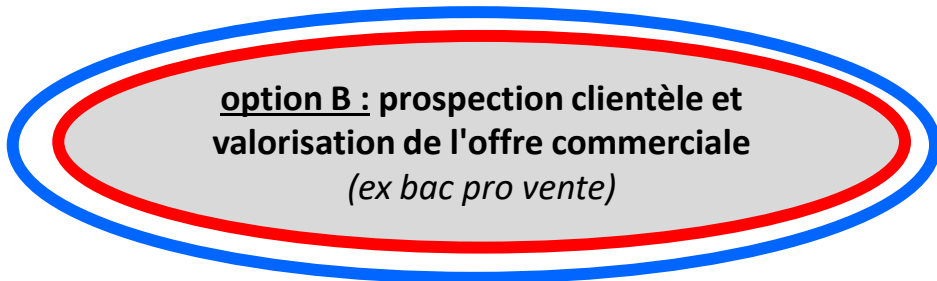 option B : prospection clientèle et
valorisation de l'offre commerciale
(ex bac pro vente)